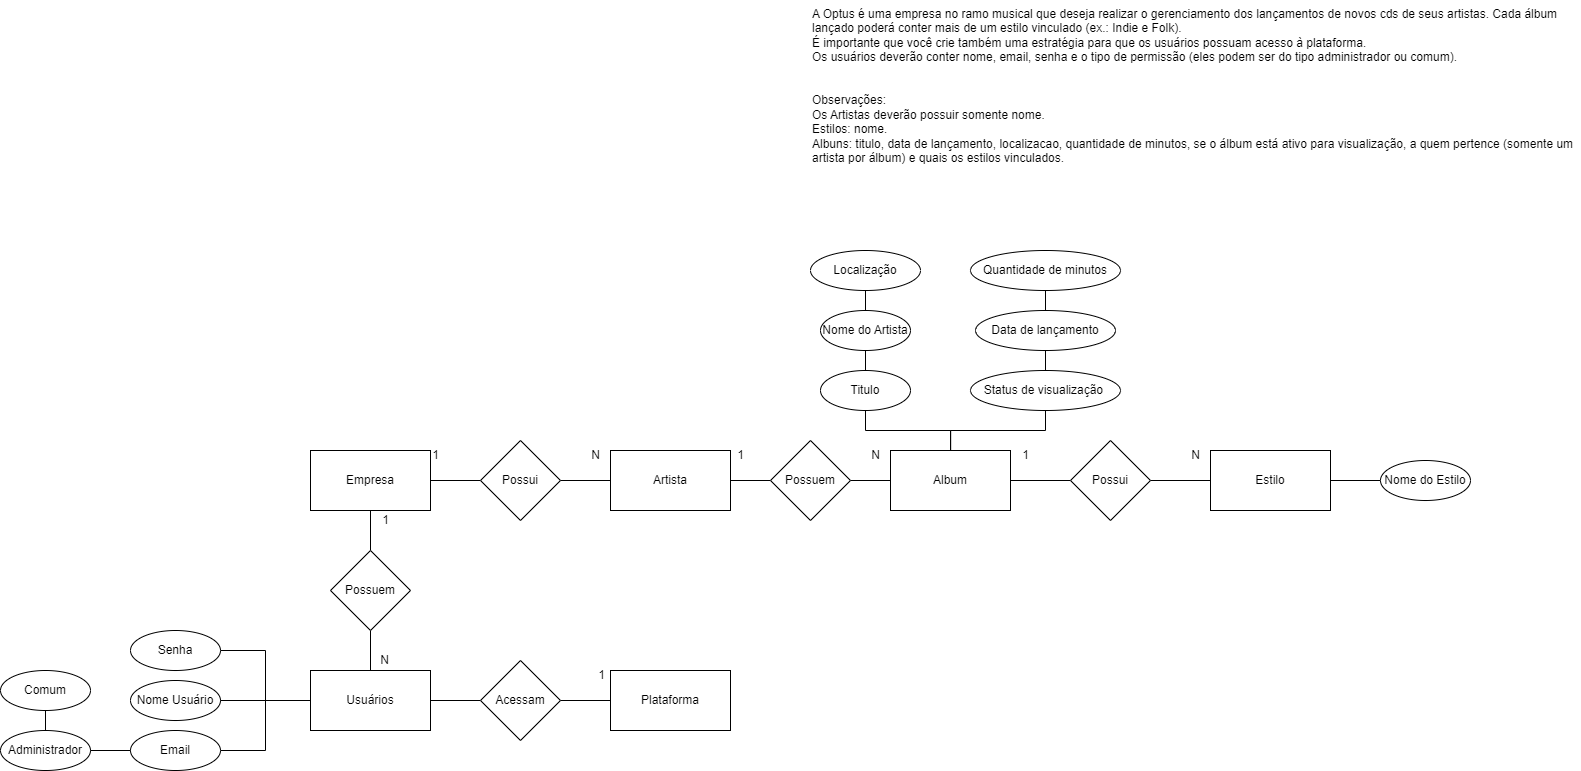 A Optus é uma empresa no ramo musical que deseja realizar o gerenciamento dos lançamentos de novos cds de seus artistas. Cada álbum
lançado poderá conter mais de um estilo vinculado (ex.: Indie e Folk).
É importante que você crie também uma estratégia para que os usuários possuam acesso à plataforma.
Os usuários deverão conter nome, email, senha e o tipo de permissão (eles podem ser do tipo administrador ou comum).
Observações:
Os Artistas deverão possuir somente nome.
Estilos: nome.
Albuns: titulo, data de lançamento, localizacao, quantidade de minutos, se o álbum está ativo para visualização, a quem pertence (somente um
artista por álbum) e quais os estilos vinculados.
Localização
Quantidade de minutos
Nome do Artista
Data de lançamento
Titulo
Status de visualização
1
N
1
N
1
N
Empresa
Possui
Artista
Possuem
Album
Possui
Estilo
Nome do Estilo
1
Possuem
Senha
N
Comum
1
Nome Usuário
Usuários
Acessam
Plataforma
Administrador
Email